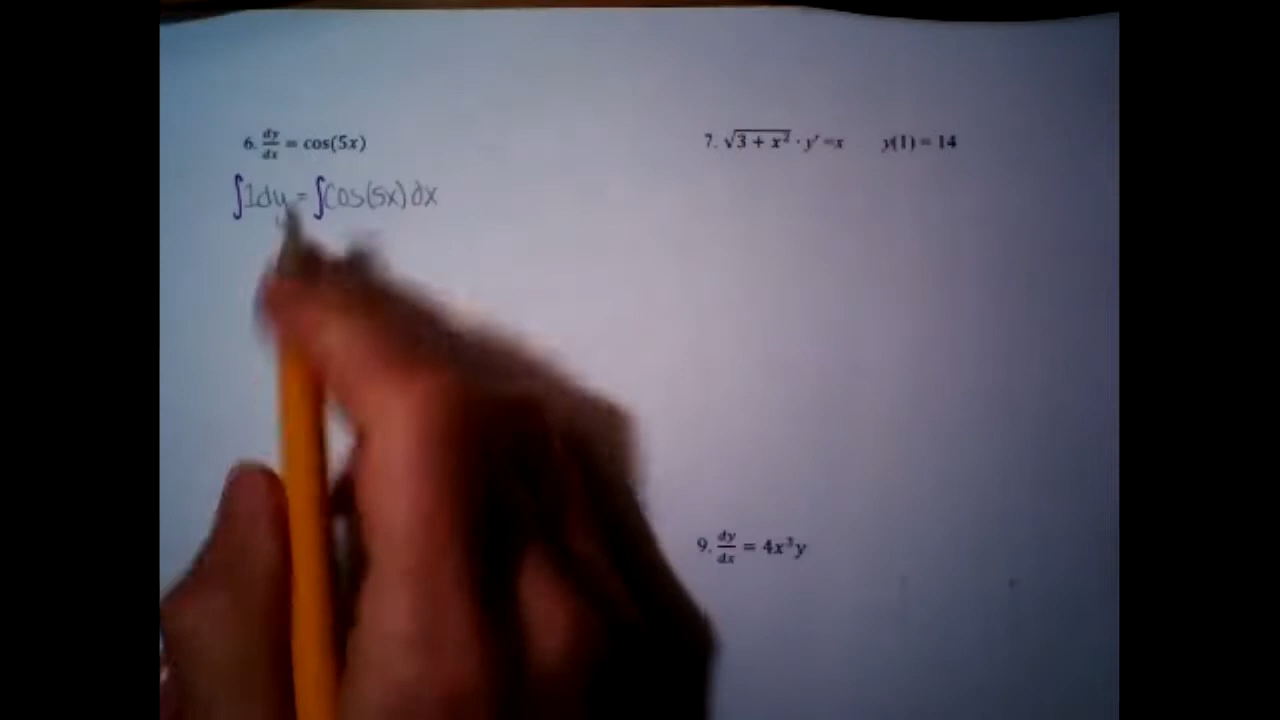 6. dy/dx = cos(5x)
∫1dy = ∫cos(5x)dx
7. √(3 + x²) · y' = x y(1) = 14
9. dy/dx = 4x³y